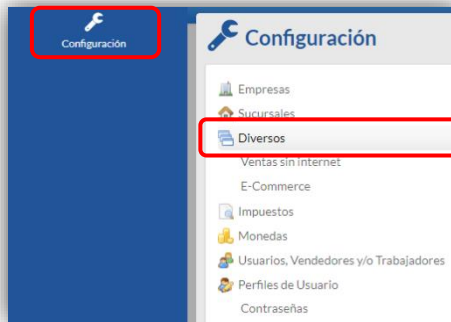 Configuración
Configuración
Empresas
Sucursales
Diversos
Ventas sin internet
E-Commerce
Impuestos
Monedas
Usuarios, Vendedores y/o Trabajadores
Perfiles de Usuario
Contraseñas